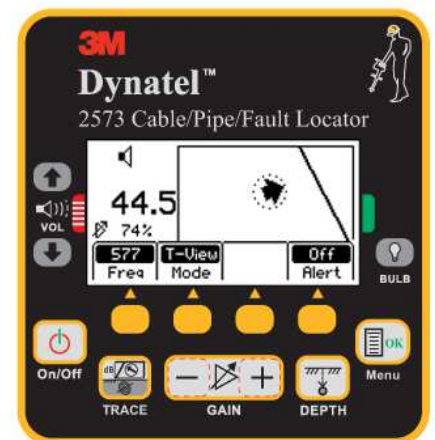 3M
Dynatel™
2573 Cable/Pipe/Fault Locator
44.5
VOL
74%
577 T-View Off
Freq Mode Alert
BULB
OK
On/Off
Menu
dB
TRACE
GAIN
DEPTH